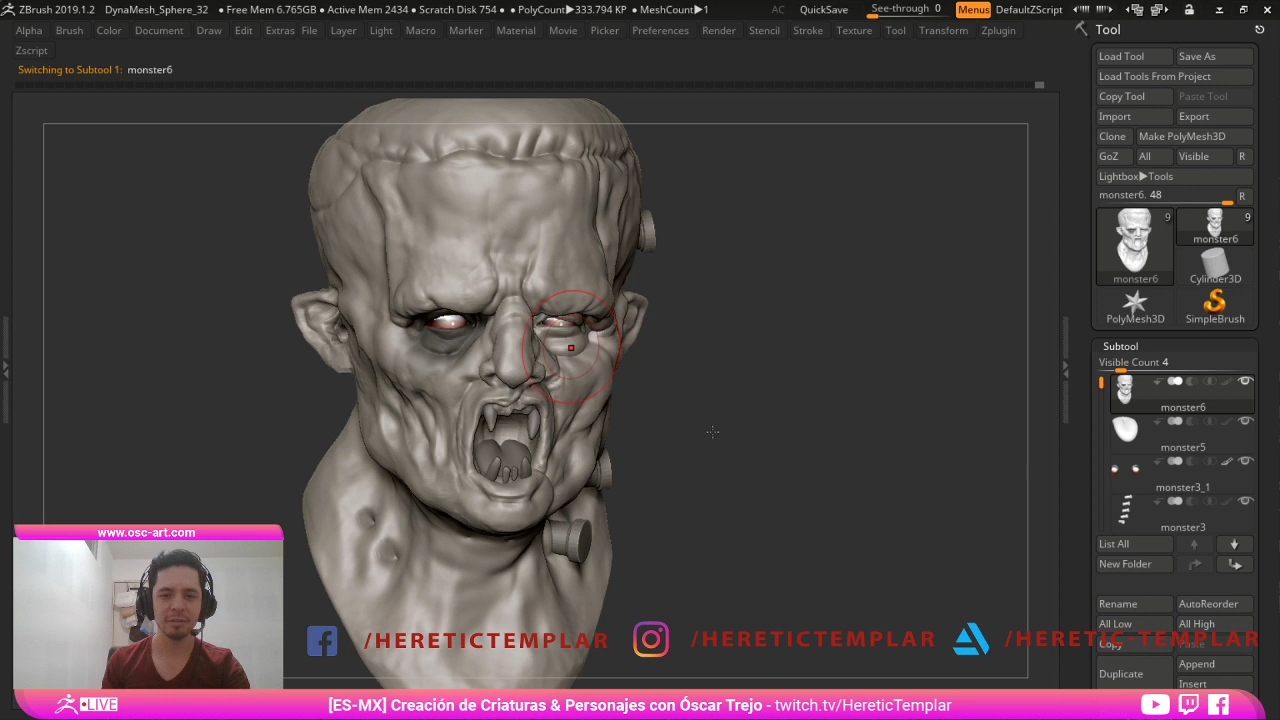 ZBrush 2019.1.2 DynaMesh_Sphere_32 • Free Mem 6.765GB • Active Mem 2434 • Scratch Disk 754 • • PolyCount▶333.794 KP • MeshCount▶1 AC QuickSave See-through 0 Menus DefaultZScript
Alpha Brush Color Document Draw Edit Extras File Layer Light Macro Marker Material Movie Picker Preferences Render Stencil Stroke Texture Tool Transform Zplugin
Zscript
Switching to Subtool 1: monster6
Tool
Load Tool Save As
Load Tools From Project
Copy Tool Paste Tool
Import Export
Clone Make PolyMesh3D
GoZ All Visible R
Lightbox▶Tools
monster6. 48 R
9 9
monster6
monster6 Cylinder3D
PolyMesh3D SimpleBrush
Subtool
Visible Count 4
monster6
monster5
monster3_1
monster3
List All
New Folder
Rename AutoReorder
All Low All High
Copy Paste
Duplicate Append
Insert
www.osc-art.com
/HERETICTEMPLAR /HERETICTEMPLAR /HERETIC-TEMPLAR
LIVE [ES-MX] Creación de Criaturas & Personajes con Óscar Trejo - twitch.tv/HereticTemplar